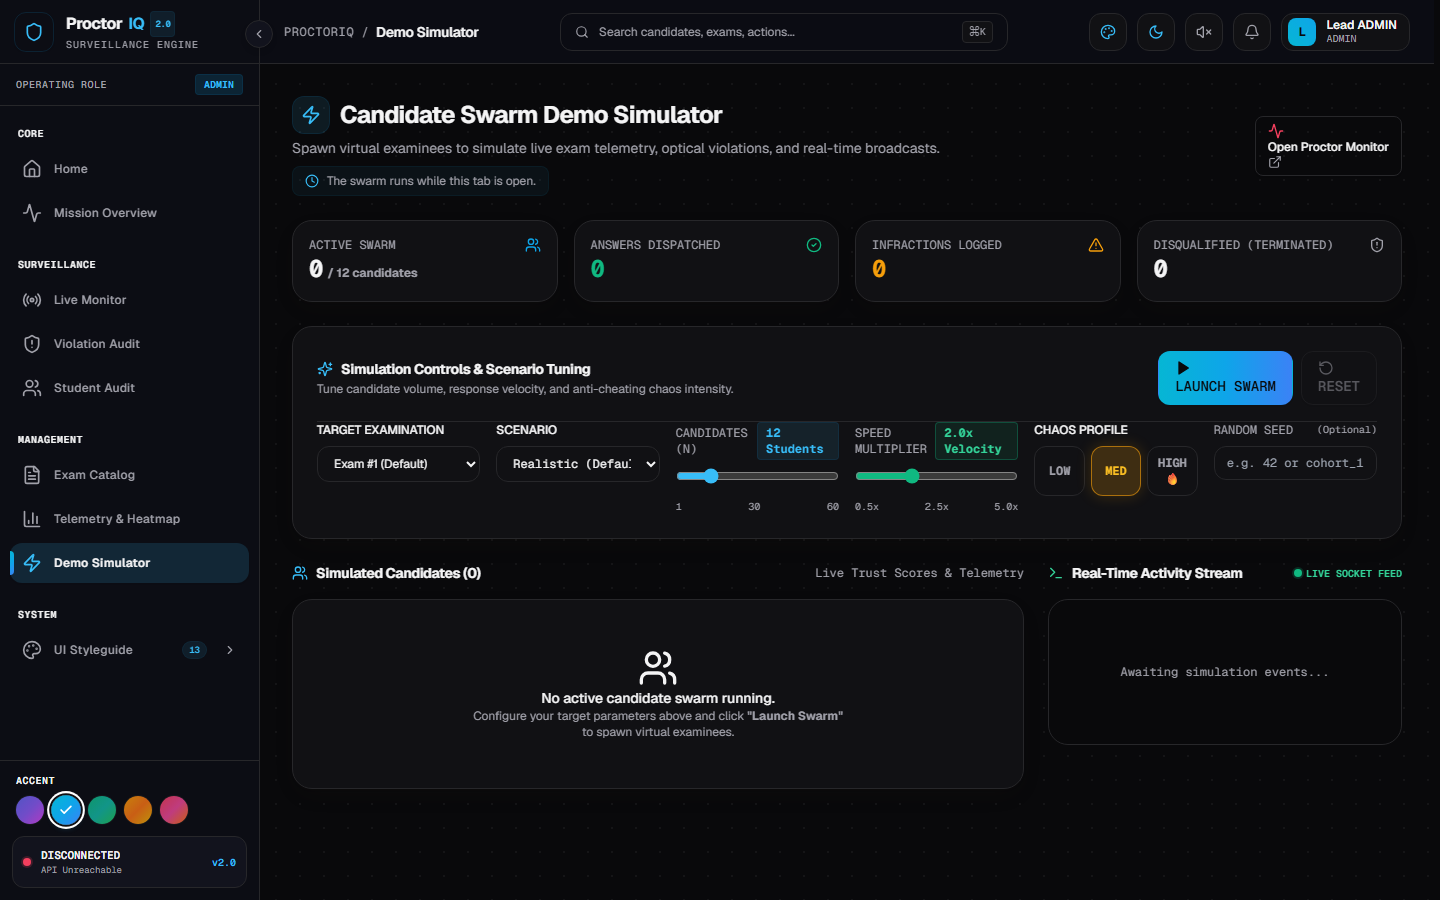 Proctor IQ 2.0
SURVEILLANCE ENGINE
OPERATING ROLE
ADMIN
CORE
Home
Mission Overview
SURVEILLANCE
Live Monitor
Violation Audit
Student Audit
MANAGEMENT
Exam Catalog
Telemetry & Heatmap
Demo Simulator
SYSTEM
UI Styleguide
13
ACCENT
DISCONNECTED
API Unreachable
v2.0
PROCTORIQ / Demo Simulator
Search candidates, exams, actions...
⌘K
L
Lead ADMIN
ADMIN
Candidate Swarm Demo Simulator
Spawn virtual examinees to simulate live exam telemetry, optical violations, and real-time broadcasts.
The swarm runs while this tab is open.
Open Proctor Monitor
ACTIVE SWARM
0 / 12 candidates
ANSWERS DISPATCHED
0
INFRACTIONS LOGGED
0
DISQUALIFIED (TERMINATED)
0
Simulation Controls & Scenario Tuning
Tune candidate volume, response velocity, and anti-cheating chaos intensity.
LAUNCH SWARM
RESET
TARGET EXAMINATION
Exam #1 (Default)
SCENARIO
Realistic (Defau
CANDIDATES
(N)
12
Students
1 30 60
SPEED
MULTIPLIER
2.0x
Velocity
0.5x 2.5x 5.0x
CHAOS PROFILE
LOW
MED
HIGH
RANDOM SEED (Optional)
e.g. 42 or cohort_1
Simulated Candidates (0)
Live Trust Scores & Telemetry
No active candidate swarm running.
Configure your target parameters above and click "Launch Swarm"
to spawn virtual examinees.
Real-Time Activity Stream
LIVE SOCKET FEED
Awaiting simulation events...